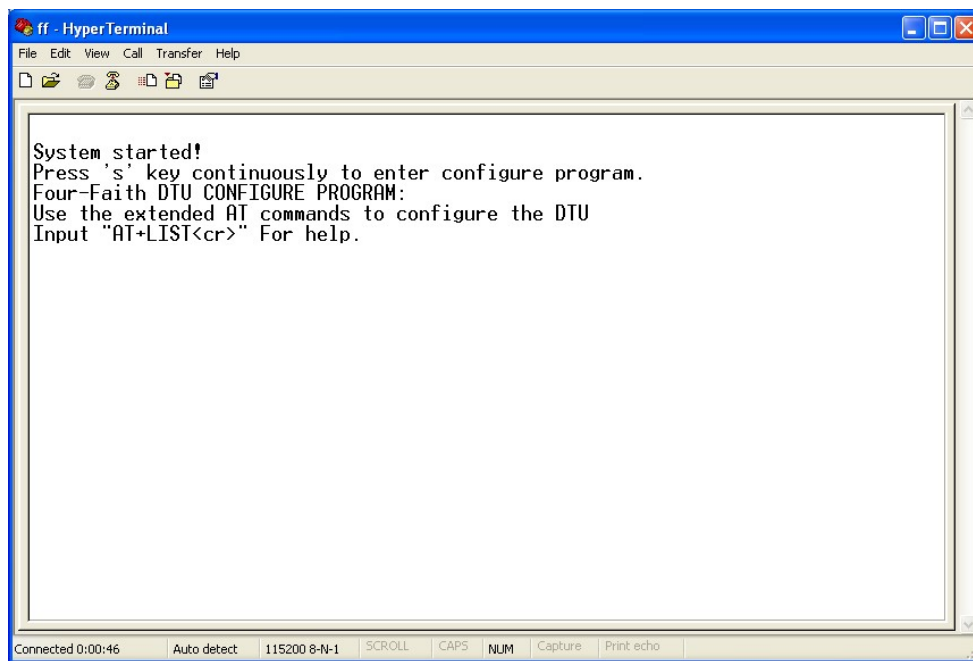 ff - HyperTerminal
File Edit View Call Transfer Help
System started!
Press 's' key continuously to enter configure program.
Four-Faith DTU CONFIGURE PROGRAM:
Use the extended AT commands to configure the DTU
Input "AT+LIST<cr>" For help.
Connected 0:00:46 Auto detect 115200 8-N-1 SCROLL CAPS NUM Capture Print echo